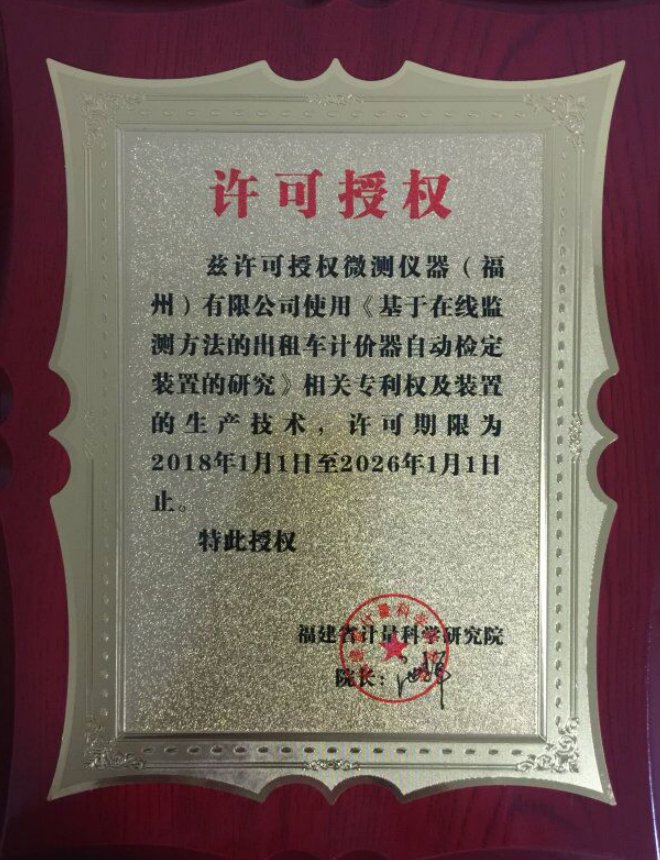 许可授权
兹许可授权微测仪器（福
州）有限公司使用《基于在线监
测方法的出租车计价器自动检定
装置的研究》相关专利权及装置
的生产技术，许可期限为
2018年1月1日至2026年1月1日
止。
特此授权
福建省计量科学研究院
院长：